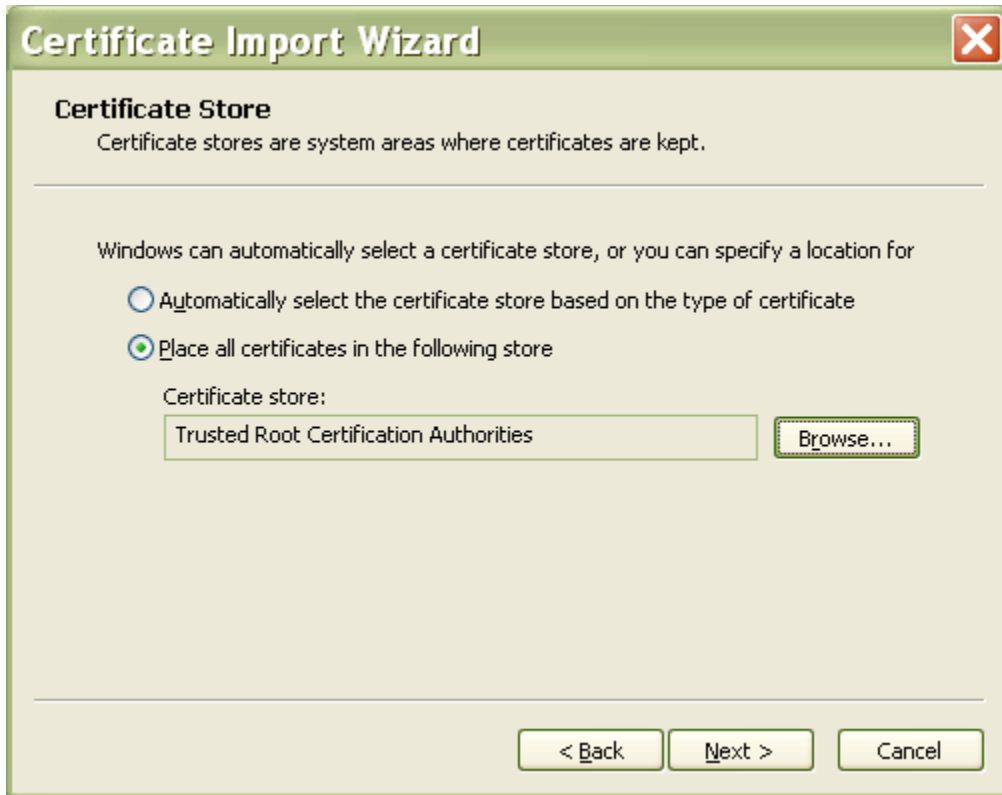 Certificate Import Wizard
Certificate Store
Certificate stores are system areas where certificates are kept.
Windows can automatically select a certificate store, or you can specify a location for
Automatically select the certificate store based on the type of certificate
Place all certificates in the following store
Certificate store:
Trusted Root Certification Authorities
Browse...
< Back
Next >
Cancel